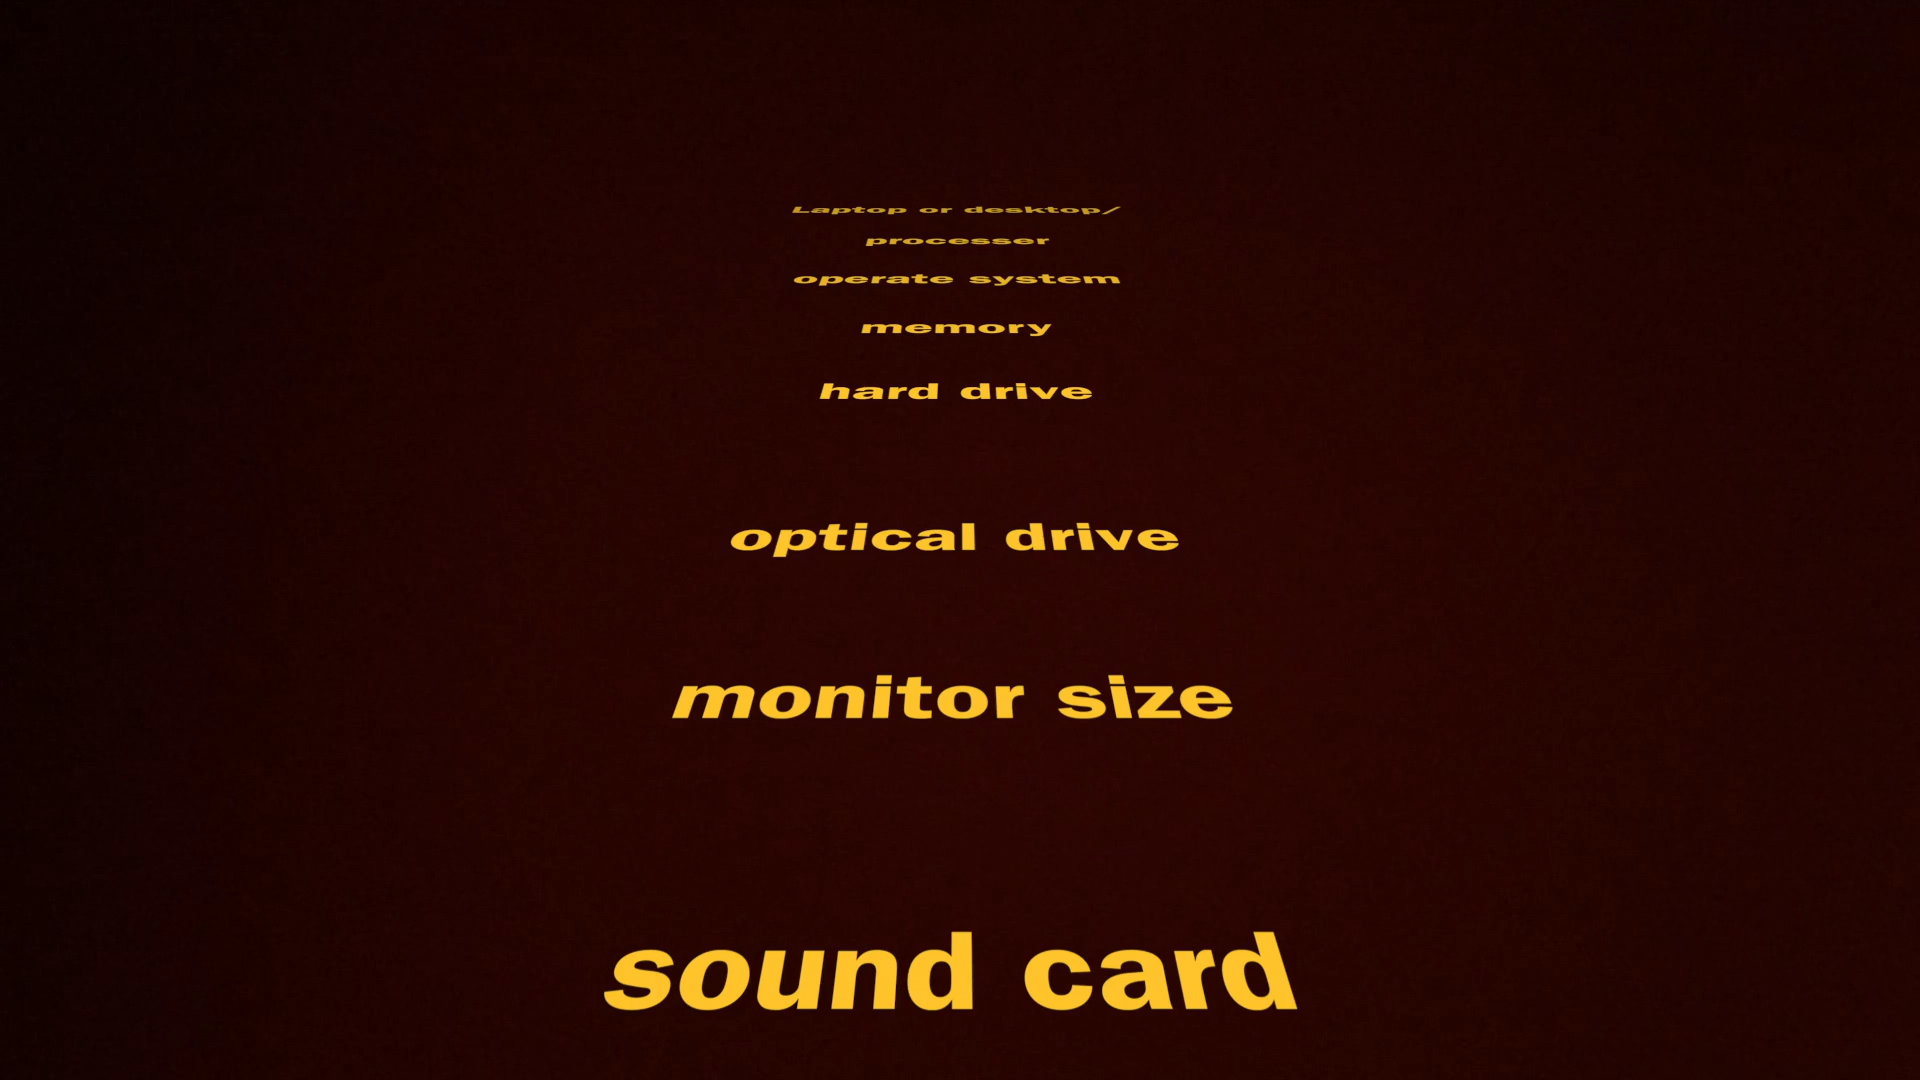 Laptop or desktop/
processer
operate system
memory
hard drive
optical drive
monitor size
sound card